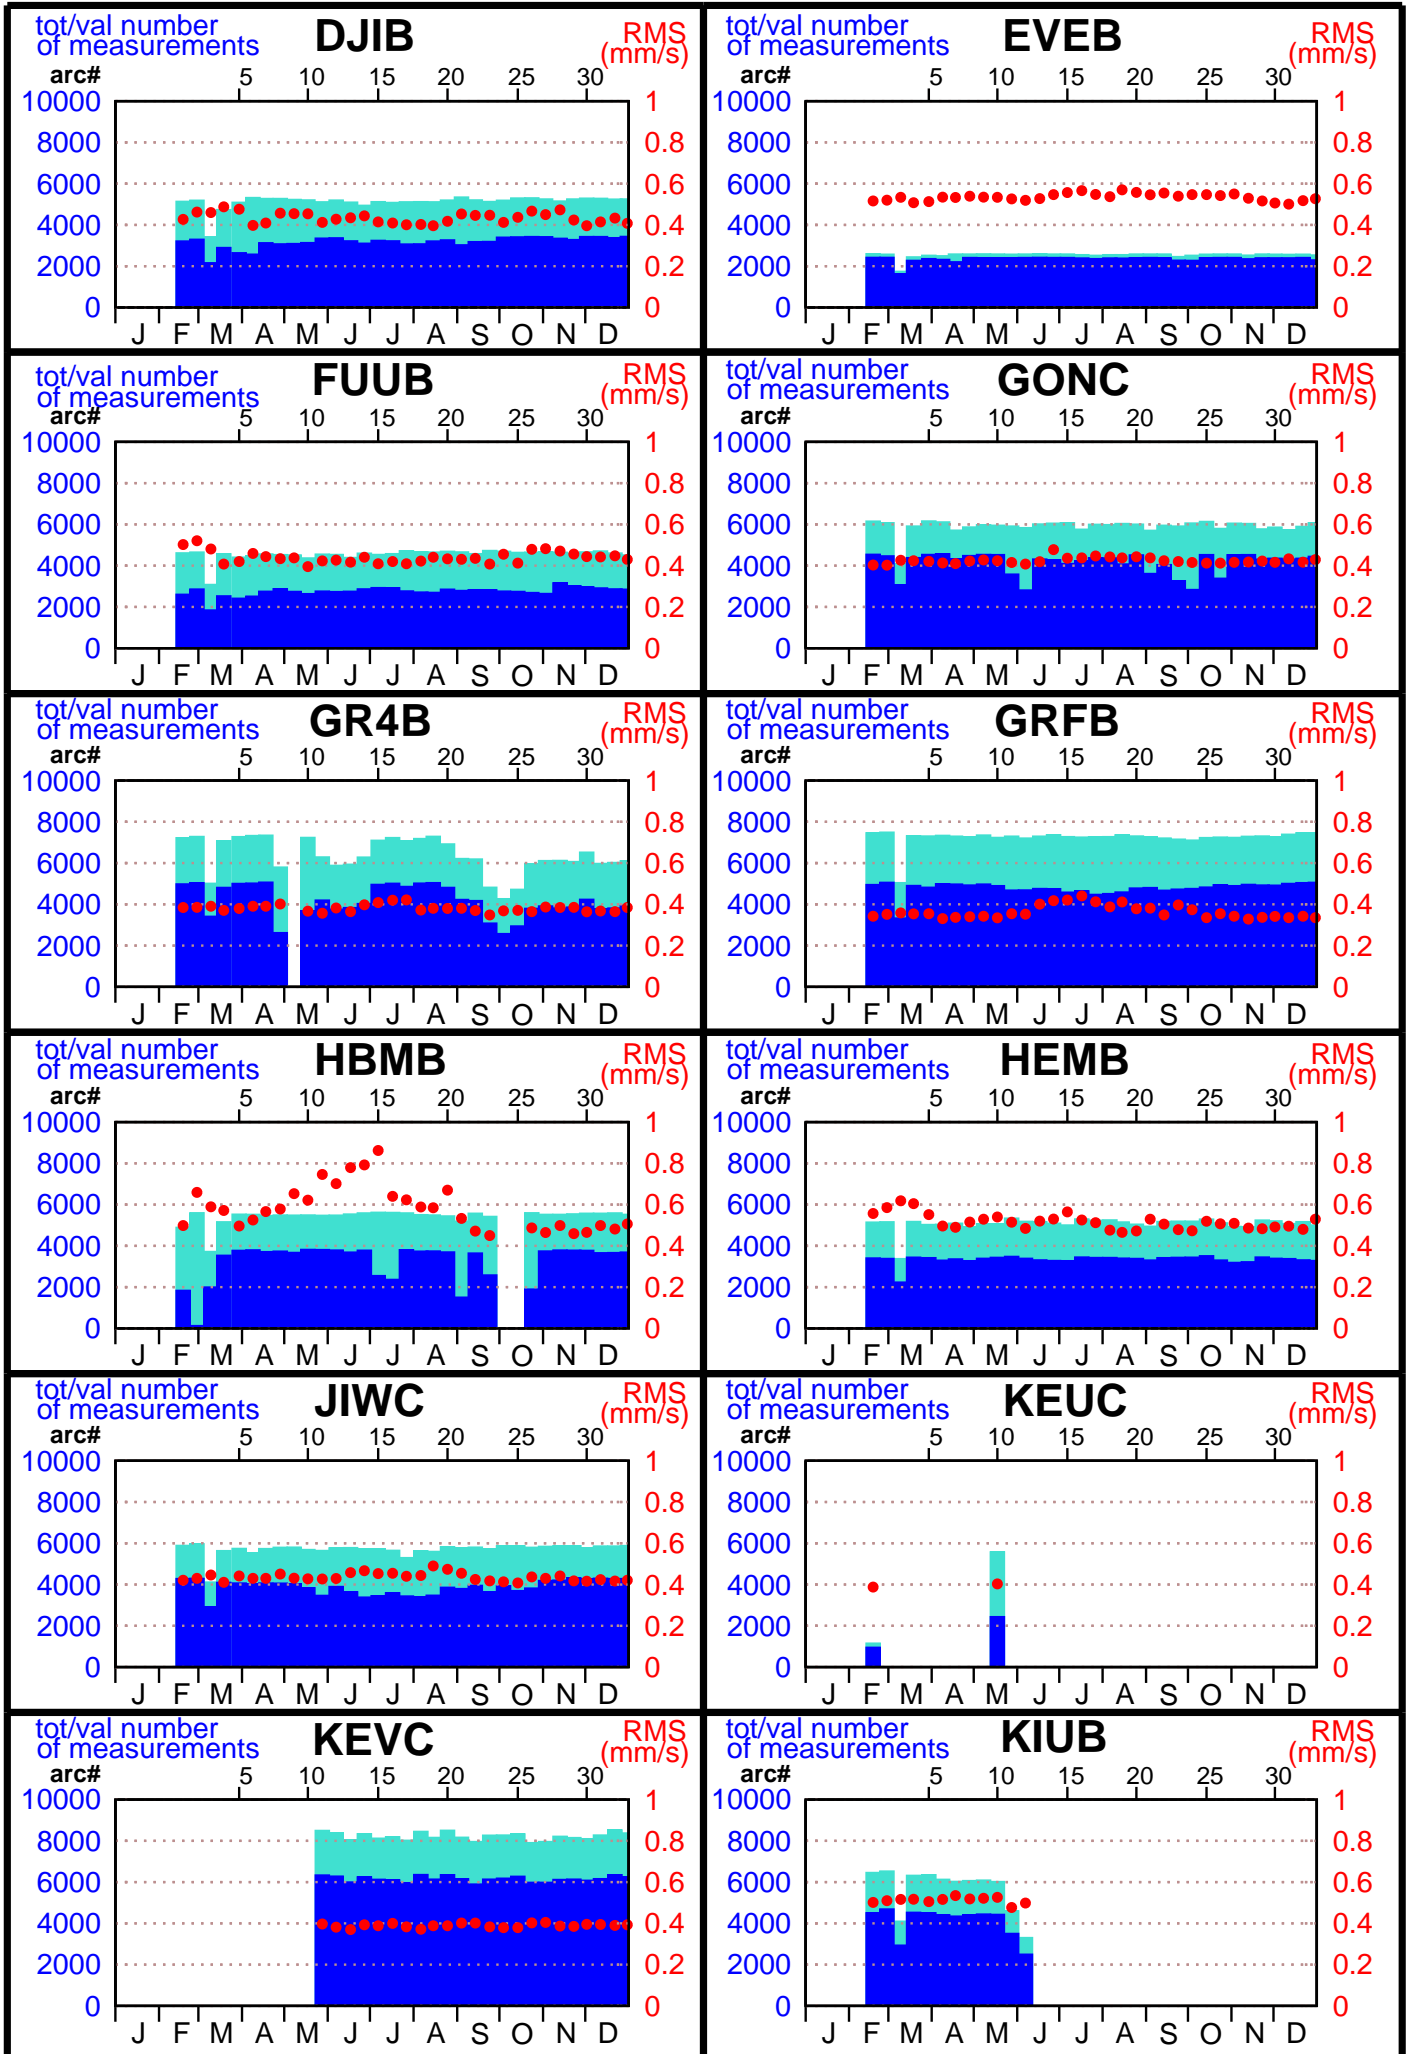 tot/val number
of measurements
DJIB
RMS
(mm/s)
arc#
5 10 15 20 25 30
10000 1
8000 0.8
6000 0.6
4000 0.4
2000 0.2
0 0
J F M A M J J A S O N D
tot/val number
of measurements
EVEB
RMS
(mm/s)
arc#
5 10 15 20 25 30
10000 1
8000 0.8
6000 0.6
4000 0.4
2000 0.2
0 0
J F M A M J J A S O N D
tot/val number
of measurements
FUUB
RMS
(mm/s)
arc#
5 10 15 20 25 30
10000 1
8000 0.8
6000 0.6
4000 0.4
2000 0.2
0 0
J F M A M J J A S O N D
tot/val number
of measurements
GONC
RMS
(mm/s)
arc#
5 10 15 20 25 30
10000 1
8000 0.8
6000 0.6
4000 0.4
2000 0.2
0 0
J F M A M J J A S O N D
tot/val number
of measurements
GR4B
RMS
(mm/s)
arc#
5 10 15 20 25 30
10000 1
8000 0.8
6000 0.6
4000 0.4
2000 0.2
0 0
J F M A M J J A S O N D
tot/val number
of measurements
GRFB
RMS
(mm/s)
arc#
5 10 15 20 25 30
10000 1
8000 0.8
6000 0.6
4000 0.4
2000 0.2
0 0
J F M A M J J A S O N D
tot/val number
of measurements
HBMB
RMS
(mm/s)
arc#
5 10 15 20 25 30
10000 1
8000 0.8
6000 0.6
4000 0.4
2000 0.2
0 0
J F M A M J J A S O N D
tot/val number
of measurements
HEMB
RMS
(mm/s)
arc#
5 10 15 20 25 30
10000 1
8000 0.8
6000 0.6
4000 0.4
2000 0.2
0 0
J F M A M J J A S O N D
tot/val number
of measurements
JIWC
RMS
(mm/s)
arc#
5 10 15 20 25 30
10000 1
8000 0.8
6000 0.6
4000 0.4
2000 0.2
0 0
J F M A M J J A S O N D
tot/val number
of measurements
KEUC
RMS
(mm/s)
arc#
5 10 15 20 25 30
10000 1
8000 0.8
6000 0.6
4000 0.4
2000 0.2
0 0
J F M A M J J A S O N D
tot/val number
of measurements
KEVC
RMS
(mm/s)
arc#
5 10 15 20 25 30
10000 1
8000 0.8
6000 0.6
4000 0.4
2000 0.2
0 0
J F M A M J J A S O N D
tot/val number
of measurements
KIUB
RMS
(mm/s)
arc#
5 10 15 20 25 30
10000 1
8000 0.8
6000 0.6
4000 0.4
2000 0.2
0 0
J F M A M J J A S O N D